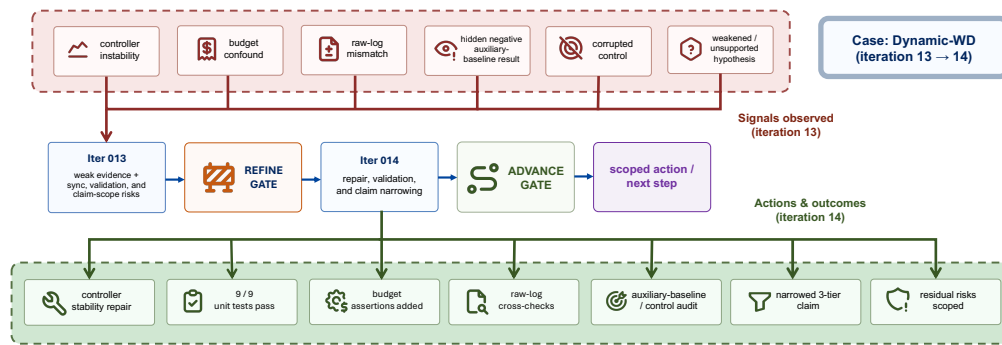 controller
instability
budget
confound
raw-log
mismatch
hidden negative
auxiliary-
baseline result
corrupted
control
weakened /
unsupported
hypothesis
Case: Dynamic-WD
(iteration 13 → 14)
Signals observed
(iteration 13)
Iter 013
weak evidence +
sync, validation, and
claim-scope risks
REFINE
GATE
Iter 014
repair, validation,
and claim narrowing
ADVANCE
GATE
scoped action /
next step
Actions & outcomes
(iteration 14)
controller
stability repair
9 / 9
unit tests pass
budget
assertions added
raw-log
cross-checks
auxiliary-baseline
/ control audit
narrowed 3-tier
claim
residual risks
scoped